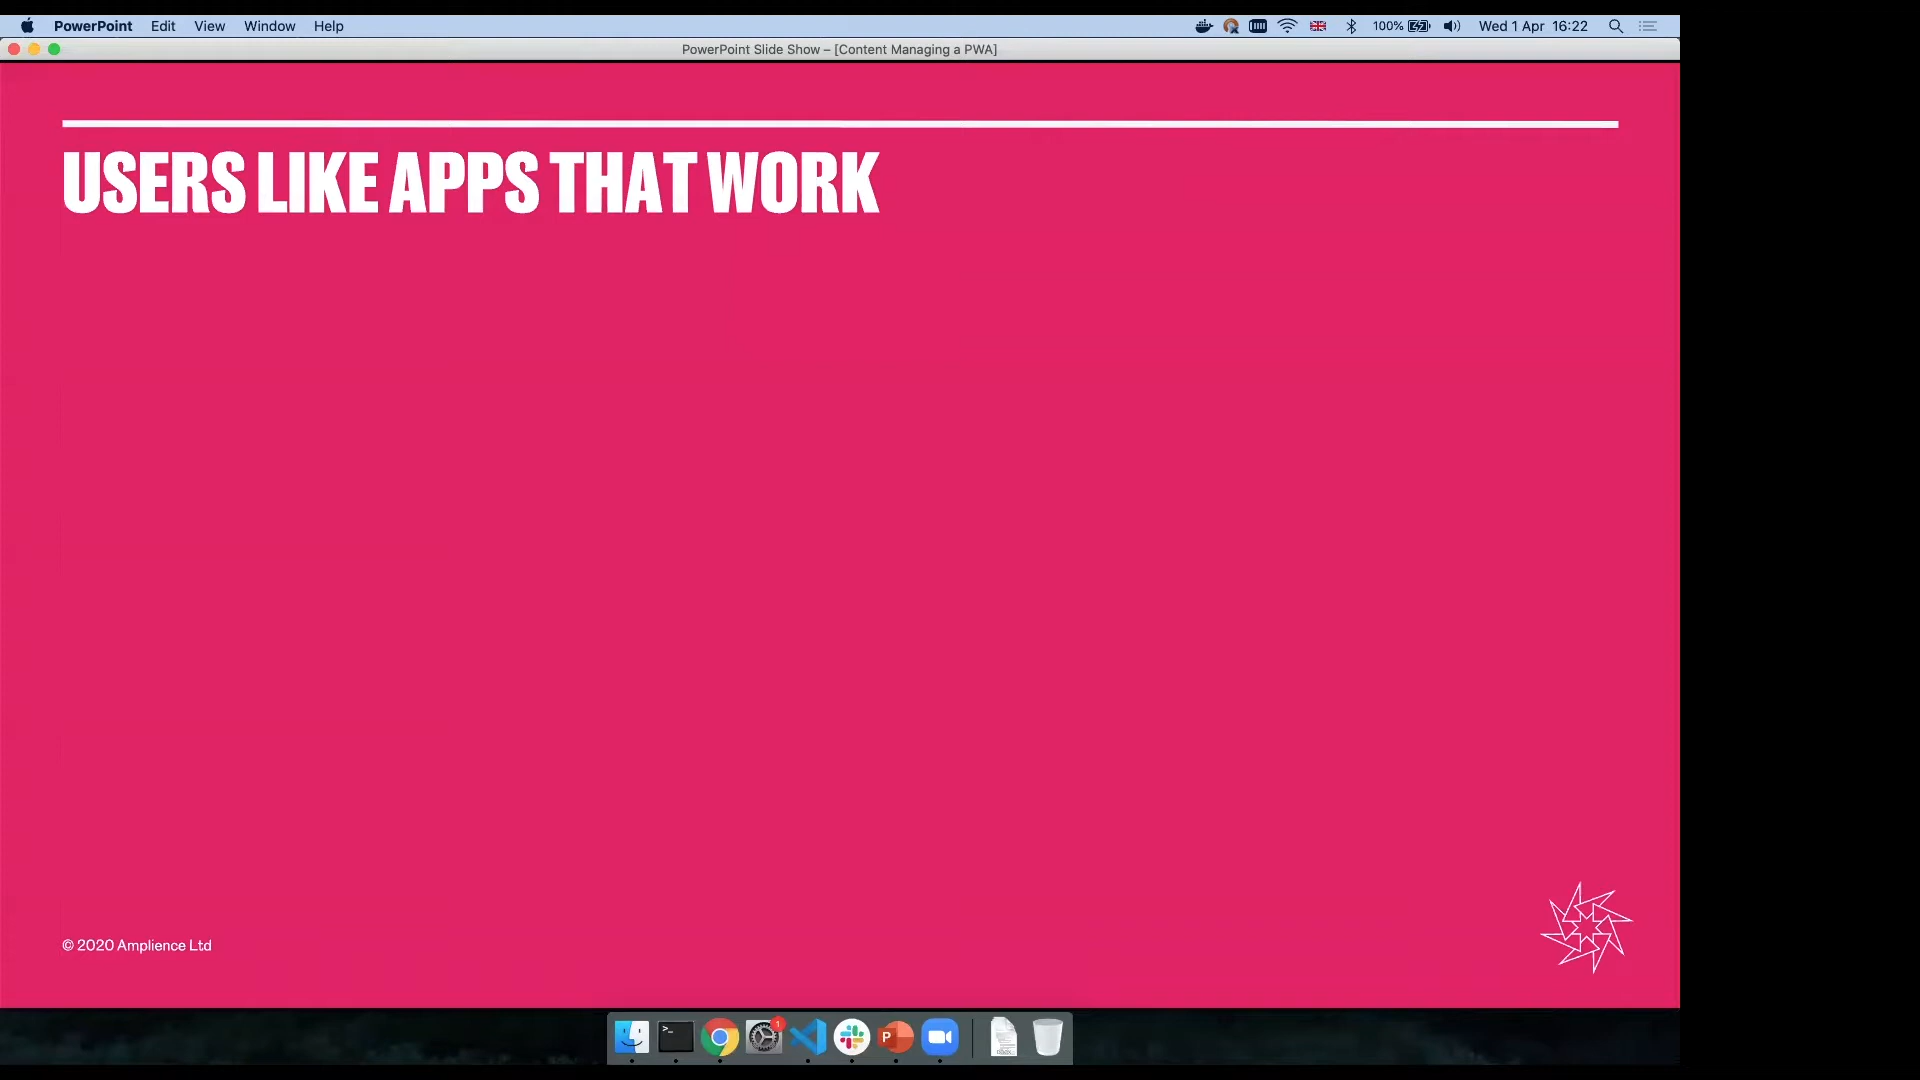 PowerPoint Edit View Window Help 100% Wed 1 Apr 16:22
PowerPoint Slide Show – [Content Managing a PWA]
USERS LIKE APPS THAT WORK
© 2020 Amplience Ltd
1
>_
P